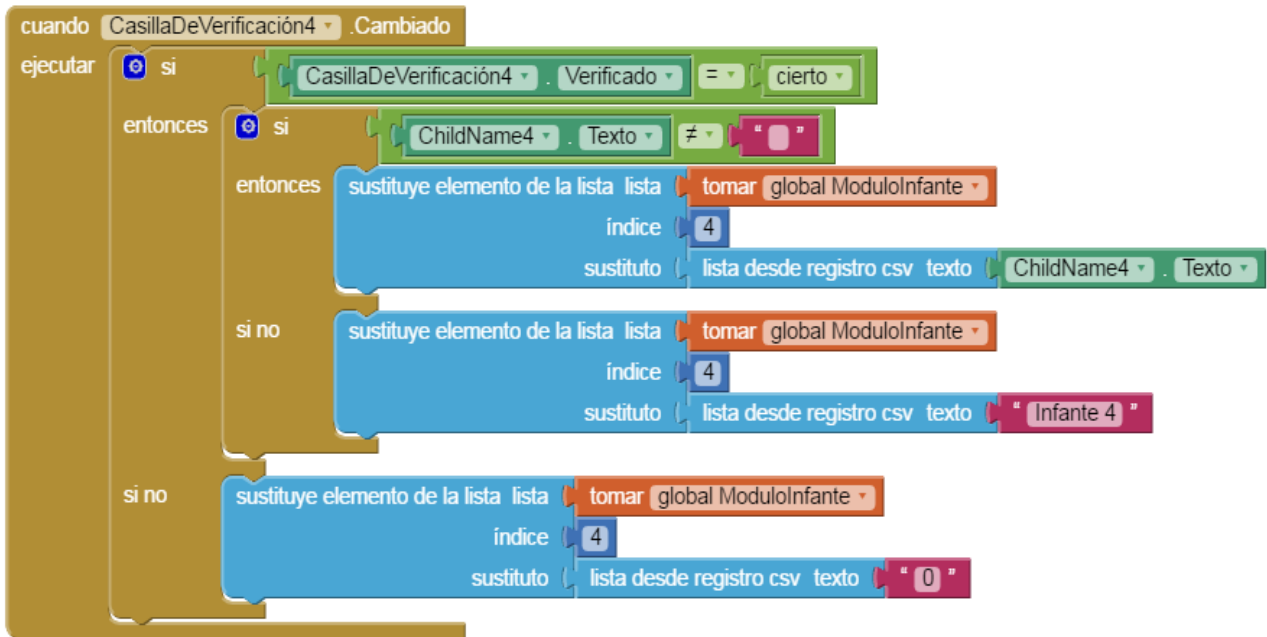 cuando CasillaDeVerificación4 .Cambiado
ejecutar si CasillaDeVerificación4 . Verificado = cierto
entonces si ChildName4 . Texto ≠ “ ”
entonces sustituye elemento de la lista lista tomar global ModuloInfante
índice 4
sustituto lista desde registro csv texto ChildName4 . Texto
si no sustituye elemento de la lista lista tomar global ModuloInfante
índice 4
sustituto lista desde registro csv texto “ Infante 4 ”
si no sustituye elemento de la lista lista tomar global ModuloInfante
índice 4
sustituto lista desde registro csv texto “ 0 ”